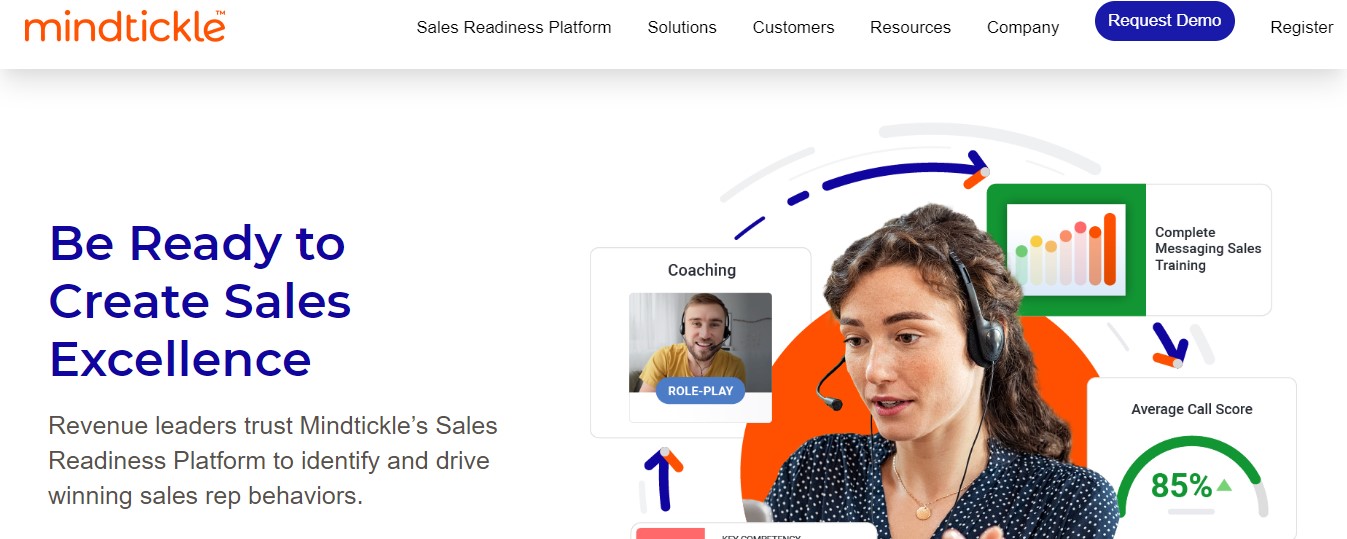 mindtickle™
Sales Readiness Platform
Solutions
Customers
Resources
Company
Request Demo
Register
Be Ready to
Create Sales
Excellence
Revenue leaders trust Mindtickle’s Sales
Readiness Platform to identify and drive
winning sales rep behaviors.
Coaching
ROLE-PLAY
Complete
Messaging Sales
Training
Average Call Score
85%
KEY COMPETENCY